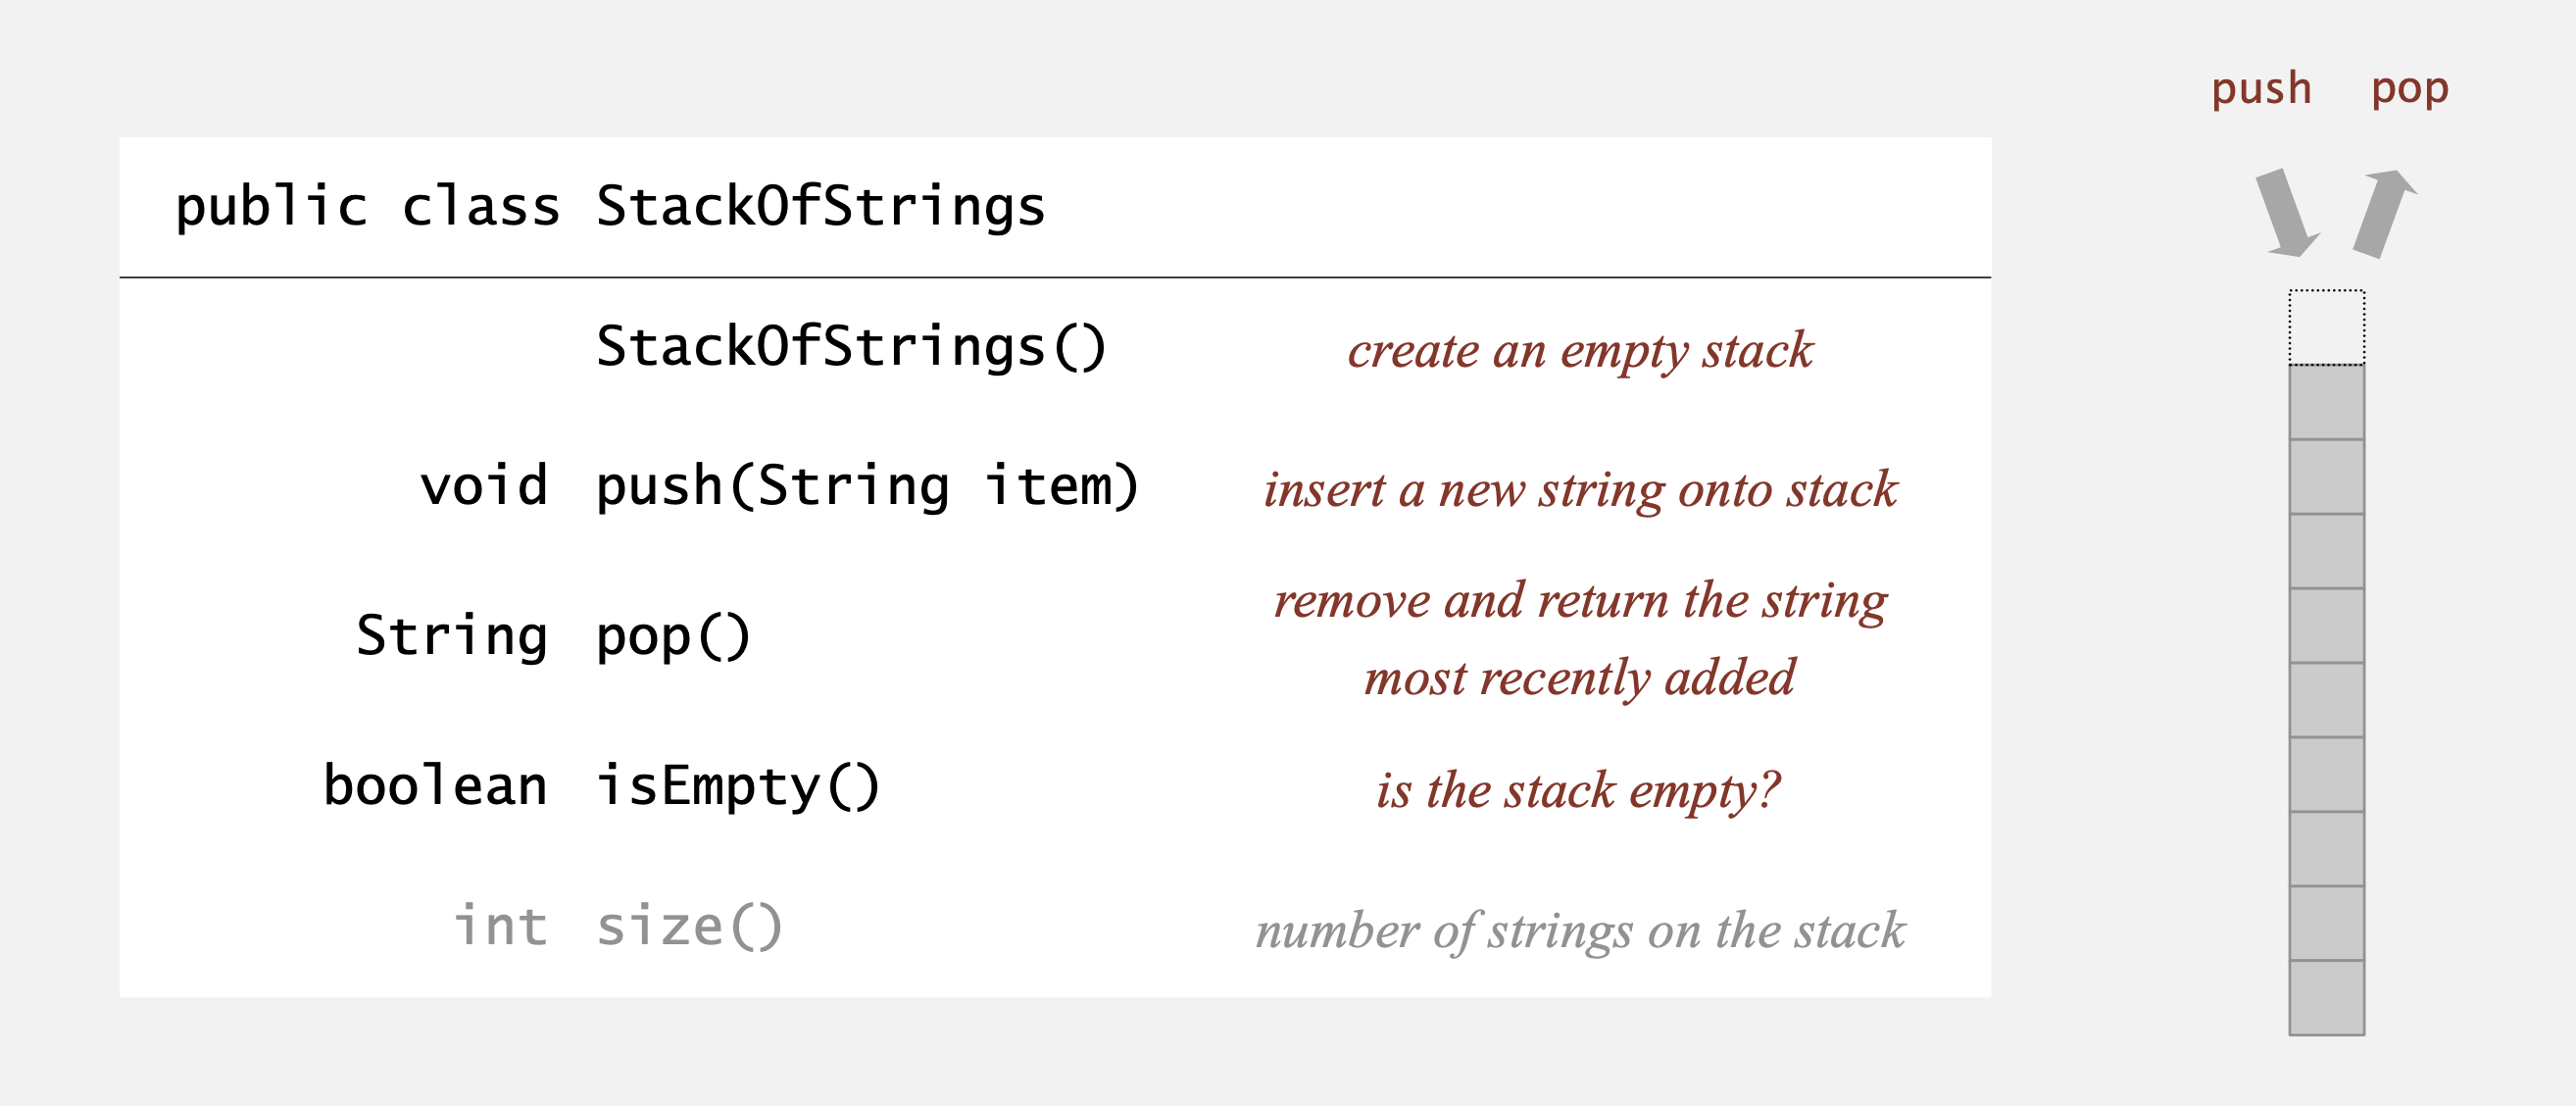 push pop
public class StackOfStrings
StackOfStrings() create an empty stack
void push(String item) insert a new string onto stack
String pop() remove and return the string
most recently added
boolean isEmpty() is the stack empty?
int size() number of strings on the stack